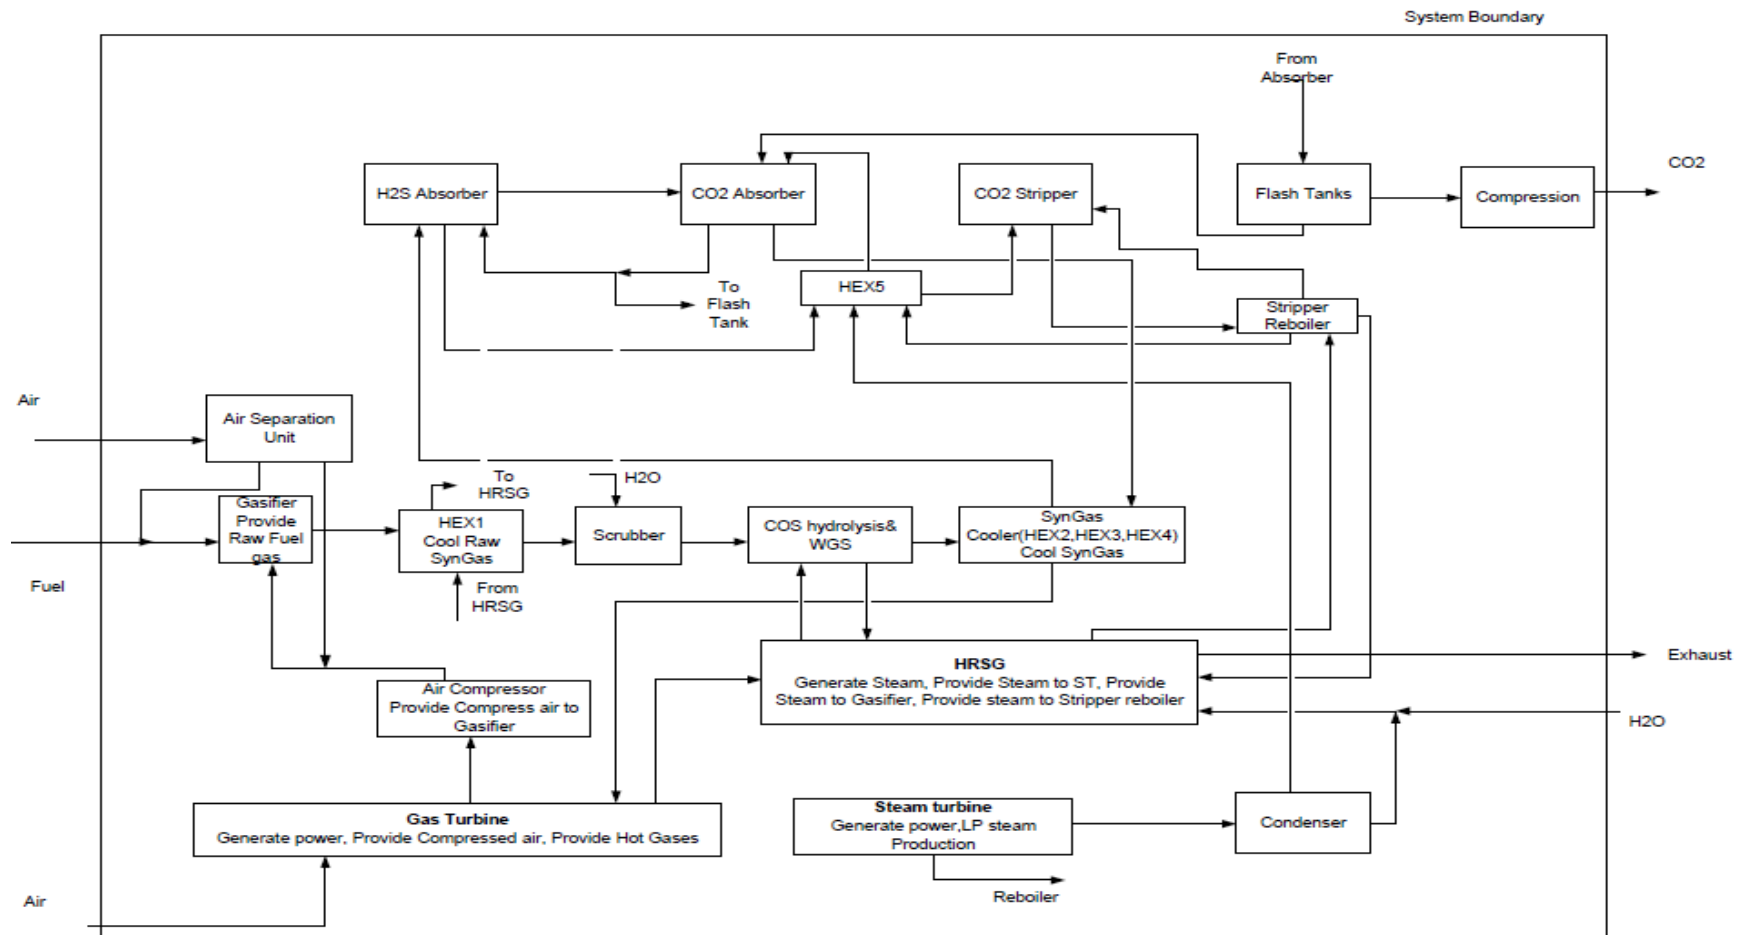 System Boundary
From
Absorber
CO2
H2S Absorber
CO2 Absorber
CO2 Stripper
Flash Tanks
Compression
HEX5
To
Flash
Tank
Stripper
Reboiler
Air
Air Separation
Unit
To
HRSG
H2O
Gasifier
Provide
Raw Fuel
gas
HEX1
Cool Raw
SynGas
Scrubber
COS hydrolysis&
WGS
SynGas
Cooler(HEX2,HEX3,HEX4)
Cool SynGas
Fuel
From
HRSG
HRSG
Generate Steam, Provide Steam to ST, Provide
Steam to Gasifier, Provide steam to Stripper reboiler
Exhaust
Air Compressor
Provide Compress air to
Gasifier
H2O
Gas Turbine
Generate power, Provide Compressed air, Provide Hot Gases
Steam turbine
Generate power,LP steam
Production
Condenser
Reboiler
Air